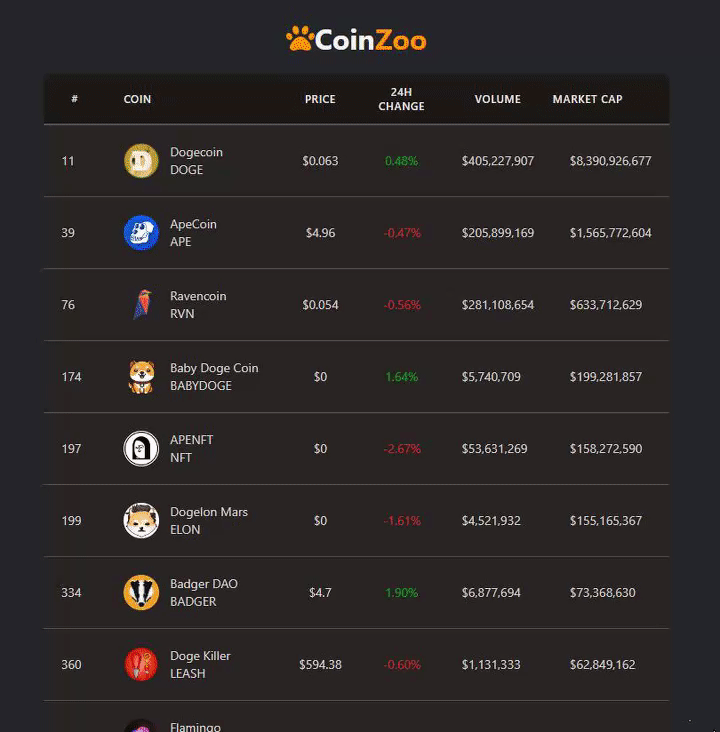 CoinZoo
# COIN PRICE 24H CHANGE VOLUME MARKET CAP
11 Dogecoin DOGE $0.063 0.48% $405,227,907 $8,390,926,677
39 ApeCoin APE $4.96 -0.47% $205,899,169 $1,565,772,604
76 Ravencoin RVN $0.054 -0.56% $281,108,654 $633,712,629
174 Baby Doge Coin BABYDOGE $0 1.64% $5,740,709 $199,281,857
197 APENFT NFT $0 -2.67% $53,631,269 $158,272,590
199 Dogelon Mars ELON $0 -1.61% $4,521,932 $155,165,367
334 Badger DAO BADGER $4.7 1.90% $6,877,694 $73,368,630
360 Doge Killer LEASH $594.38 -0.60% $1,131,333 $62,849,162
Flamingo